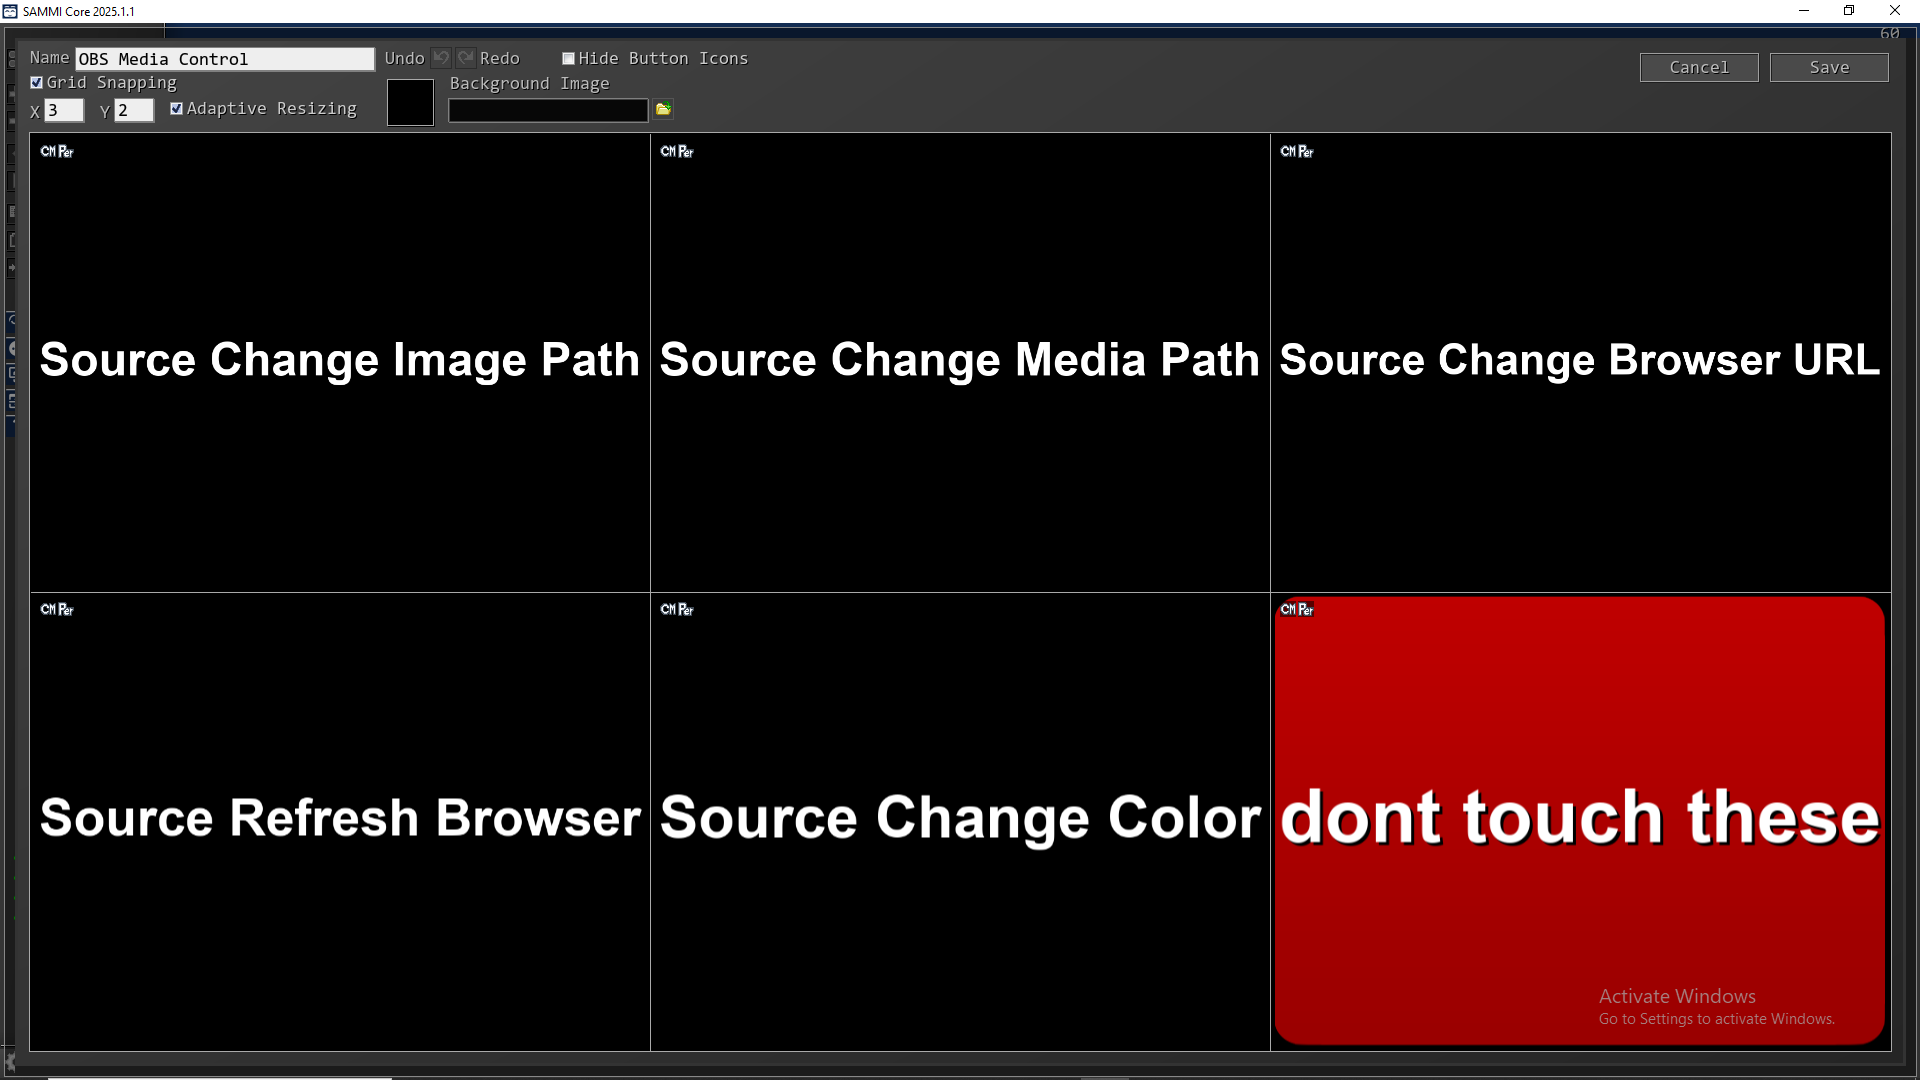 SAMMI Core 2025.1.1
60
Name OBS Media Control Undo Redo Hide Button Icons Cancel Save
Grid Snapping Background Image
X 3 Y 2 Adaptive Resizing
CM Per CM Per CM Per
Source Change Image Path Source Change Media Path Source Change Browser URL
CM Per CM Per CM Per
Source Refresh Browser Source Change Color dont touch these
Activate Windows
Go to Settings to activate Windows.